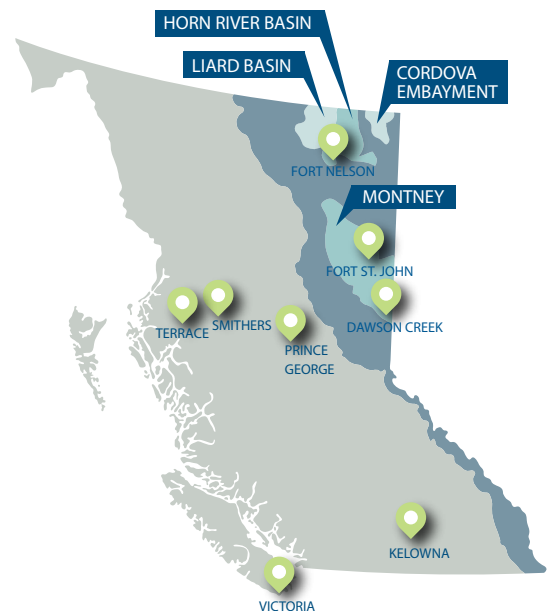 HORN RIVER BASIN
LIARD BASIN
CORDOVA
EMBAYMENT
FORT NELSON
MONTNEY
FORT ST. JOHN
TERRACE
SMITHERS
DAWSON CREEK
PRINCE
GEORGE
KELOWNA
VICTORIA